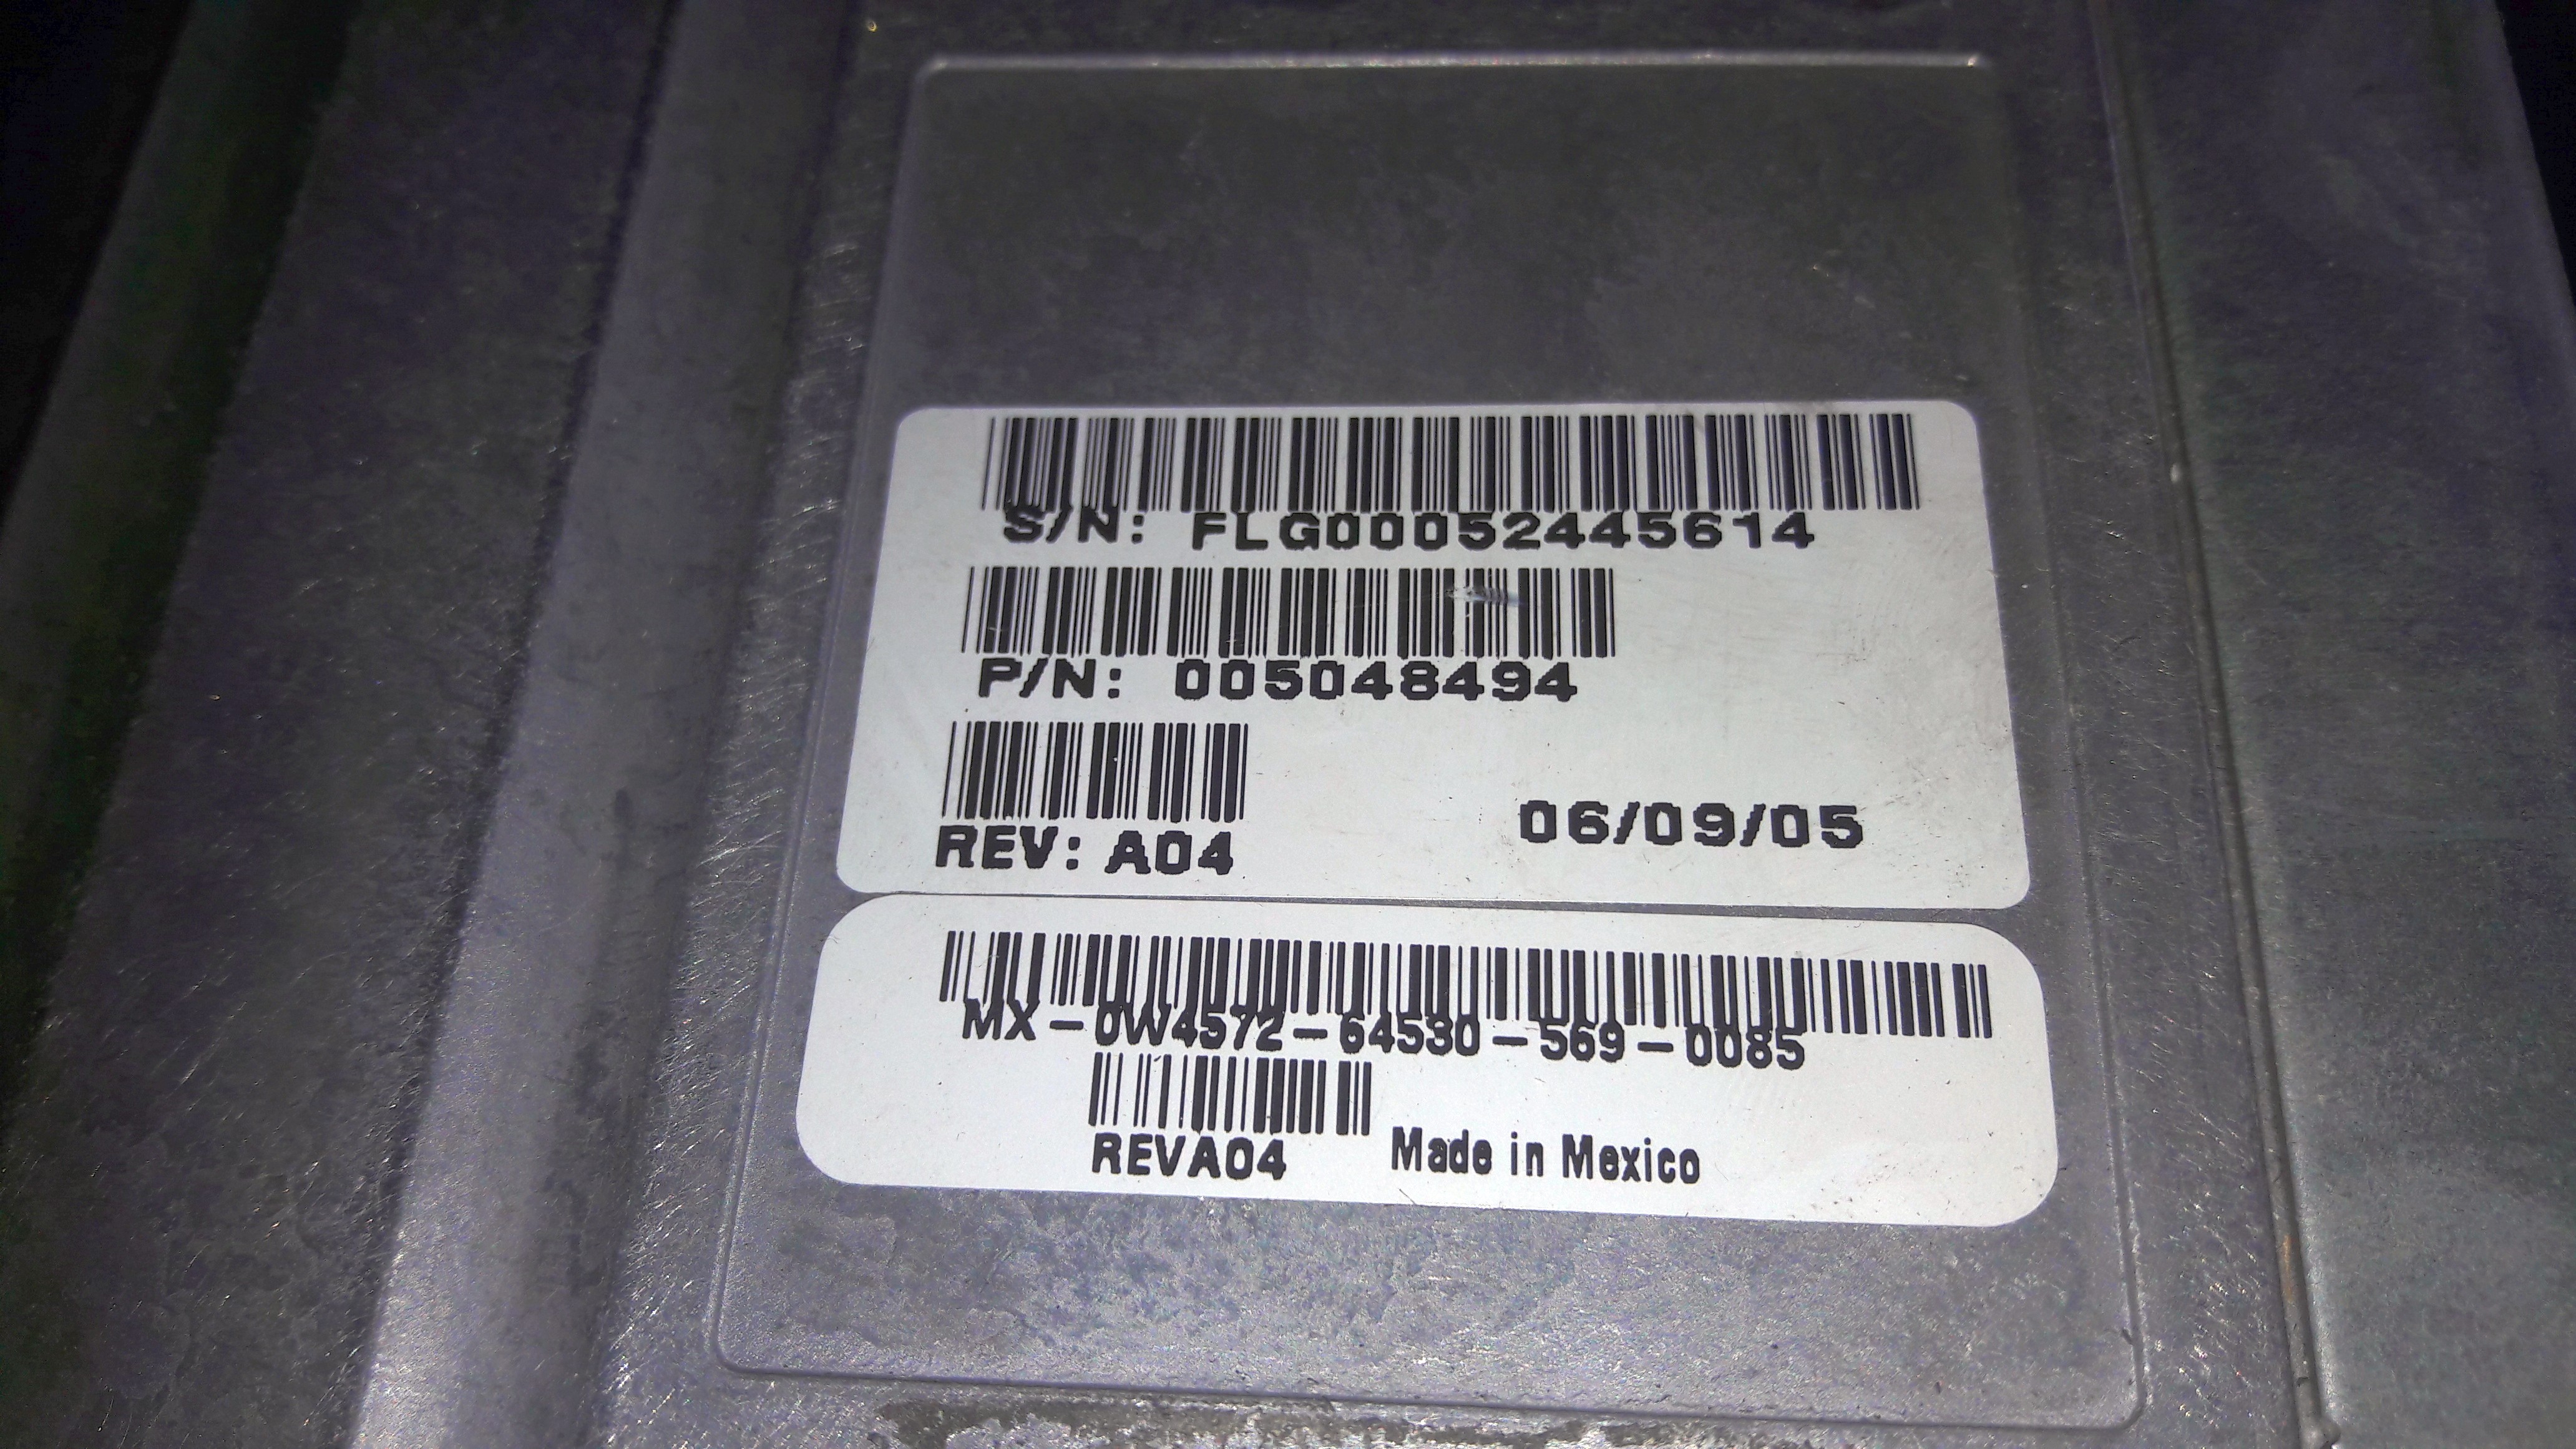 S/N: FLG00052445614
P/N: 005048494
REV: A04
06/09/05
MX-0W4572-64530-569-0085
REVA04
Made in Mexico